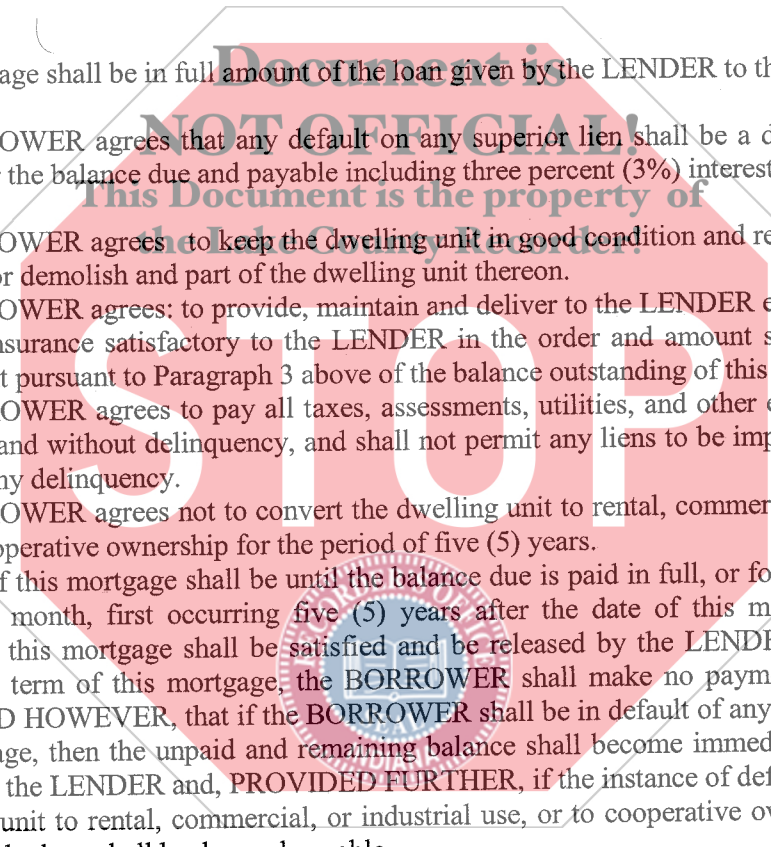 Document is
age shall be in full amount of the loan given by the LENDER to th
NOT OFFICIAL!
OWER agrees that any default on any superior lien shall be a d
the balance due and payable including three percent (3%) interest
This Document is the property of
the Lake County Recorder!
OWER agrees to keep the dwelling unit in good condition and re
or demolish and part of the dwelling unit thereon.
OWER agrees: to provide, maintain and deliver to the LENDER e
nsurance satisfactory to the LENDER in the order and amount s
t pursuant to Paragraph 3 above of the balance outstanding of this
STOP
OWER agrees to pay all taxes, assessments, utilities, and other e
and without delinquency, and shall not permit any liens to be imp
ny delinquency.
OWER agrees not to convert the dwelling unit to rental, commer
operative ownership for the period of five (5) years.
f this mortgage shall be until the balance due is paid in full, or fo
month, first occurring five (5) years after the date of this m
this mortgage shall be satisfied and be released by the LENDE
term of this mortgage, the BORROWER shall make no paym
D HOWEVER, that if the BORROWER shall be in default of any
age, then the unpaid and remaining balance shall become immed
the LENDER and, PROVIDED FURTHER, if the instance of def
unit to rental, commercial, or industrial use, or to cooperative ov